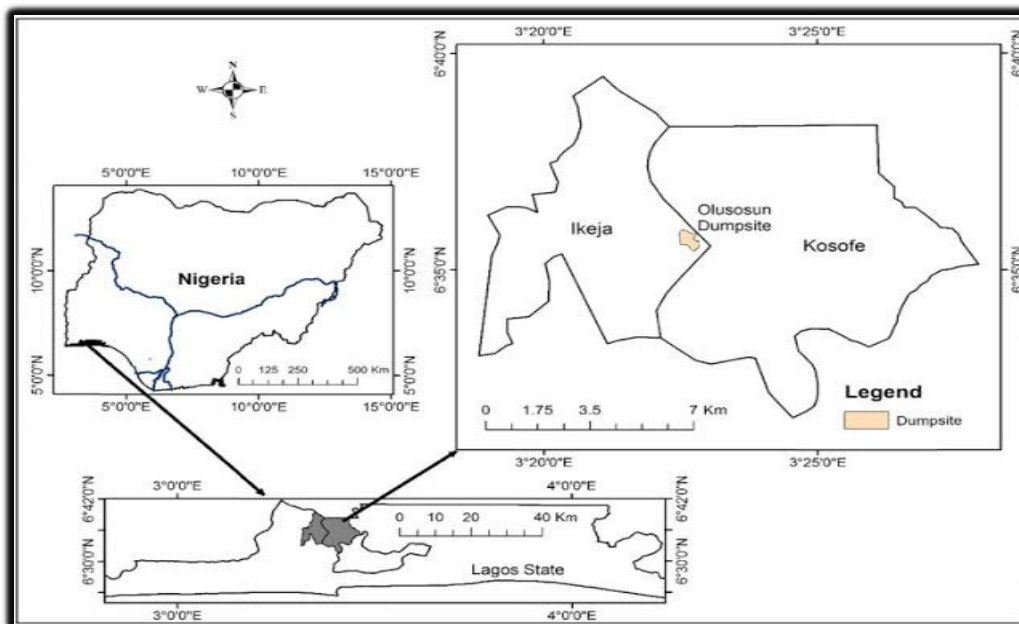 N
W E
S
5°0'0"E 10°0'0"E 15°0'0"E
10°0'0"N
5°0'0"N
Nigeria
10°0'0"N
5°0'0"N
0 125 250 500 Km
5°0'0"E 10°0'0"E 15°0'0"E
3°20'0"E 3°25'0"E
6°40'0"N
6°35'0"N
Ikeja
Olusosun
Dumpsite
Kosofe
6°40'0"N
6°35'0"N
Legend
Dumpsite
0 1.75 3.5 7 Km
3°20'0"E 3°25'0"E
3°0'0"E 4°0'0"E
6°42'0"N
6°30'0"N
0 10 20 40 Km
Lagos State
6°42'0"N
6°30'0"N
3°0'0"E 4°0'0"E